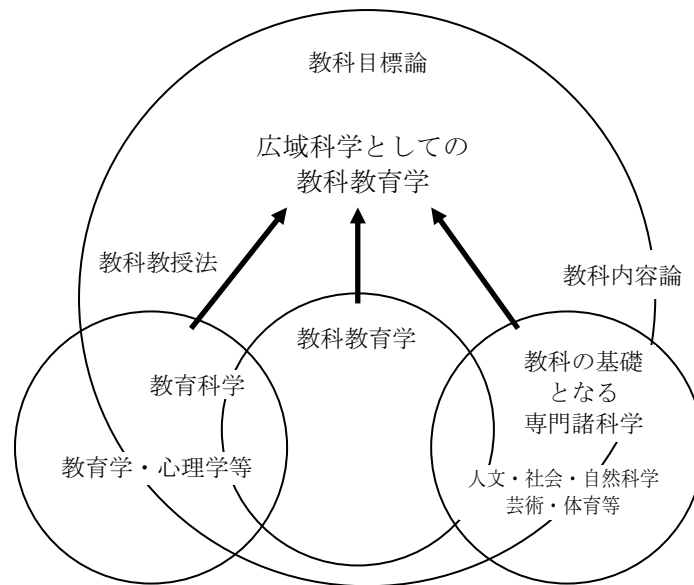 教科目標論
広域科学としての
教科教育学
教科教授法
教科内容論
教科教育学
教科の基礎
となる
専門諸科学
教育科学
教育学・心理学等
人文・社会・自然科学
芸術・体育等